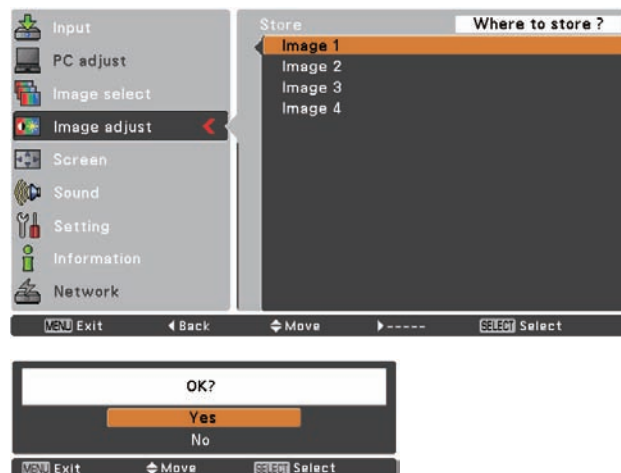 Input
PC adjust
Image select
Image adjust
Screen
Sound
Setting
Information
Network
Store
Where to store ?
Image 1
Image 2
Image 3
Image 4
MENU Exit
Back
Move
-----
SELECT Select
OK?
Yes
No
MENU Exit
Move
SELECT Select